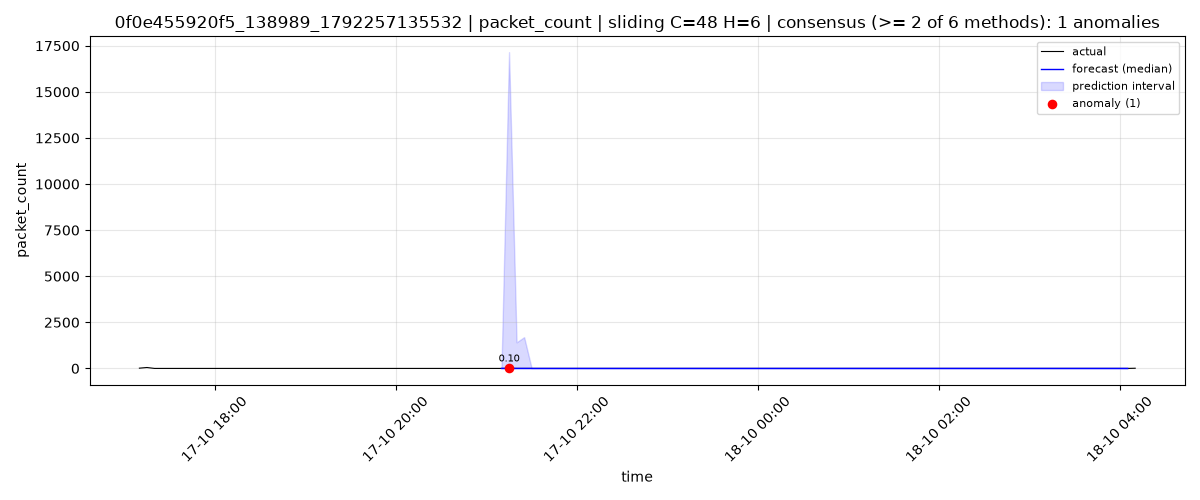 0f0e455920f5_138989_1792257135532 | packet_count | sliding C=48 H=6 | consensus (>= 2 of 6 methods): 1 anomalies
packet_count
17500
15000
12500
10000
7500
5000
2500
0
actual
forecast (median)
prediction interval
anomaly (1)
0.10
17-10 18:00
17-10 20:00
17-10 22:00
18-10 00:00
18-10 02:00
18-10 04:00
time